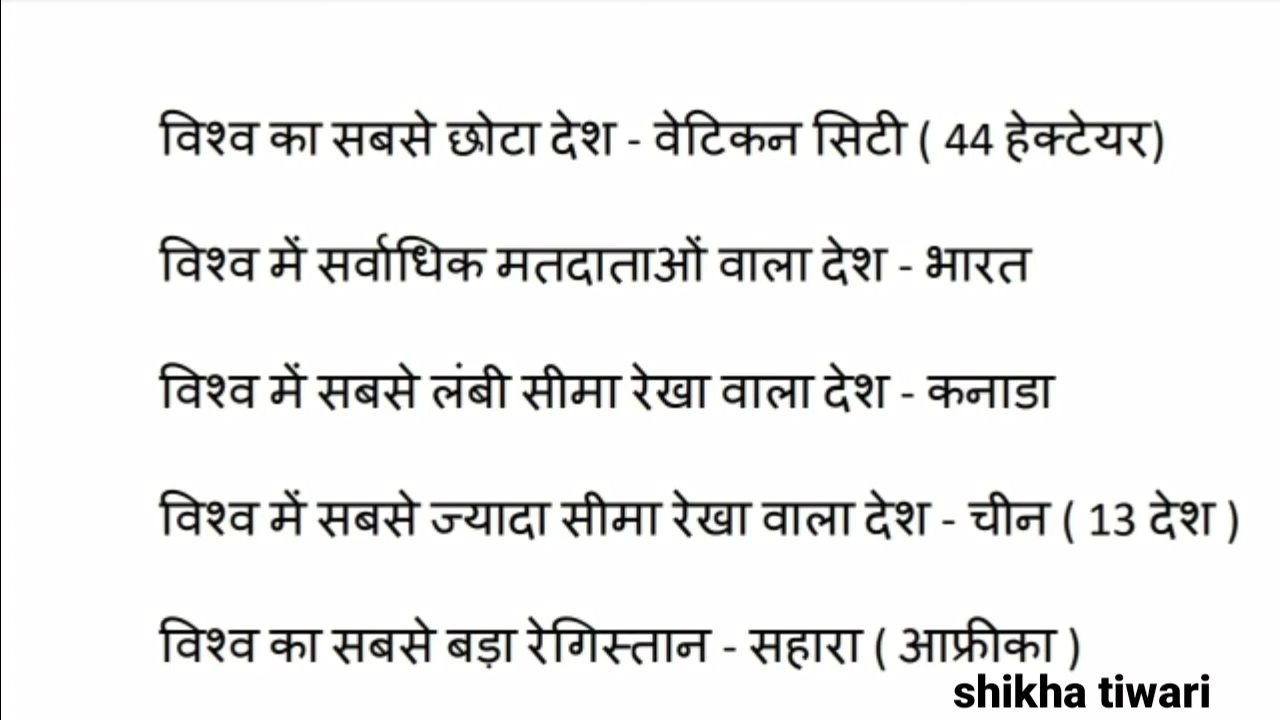 विश्व का सबसे छोटा देश - वेटिकन सिटी ( 44 हेक्टेयर)
विश्व में सर्वाधिक मतदाताओं वाला देश - भारत
विश्व में सबसे लंबी सीमा रेखा वाला देश - कनाडा
विश्व में सबसे ज्यादा सीमा रेखा वाला देश - चीन ( 13 देश )
विश्व का सबसे बड़ा रेगिस्तान - सहारा ( आफ्रीका )
shikha tiwari